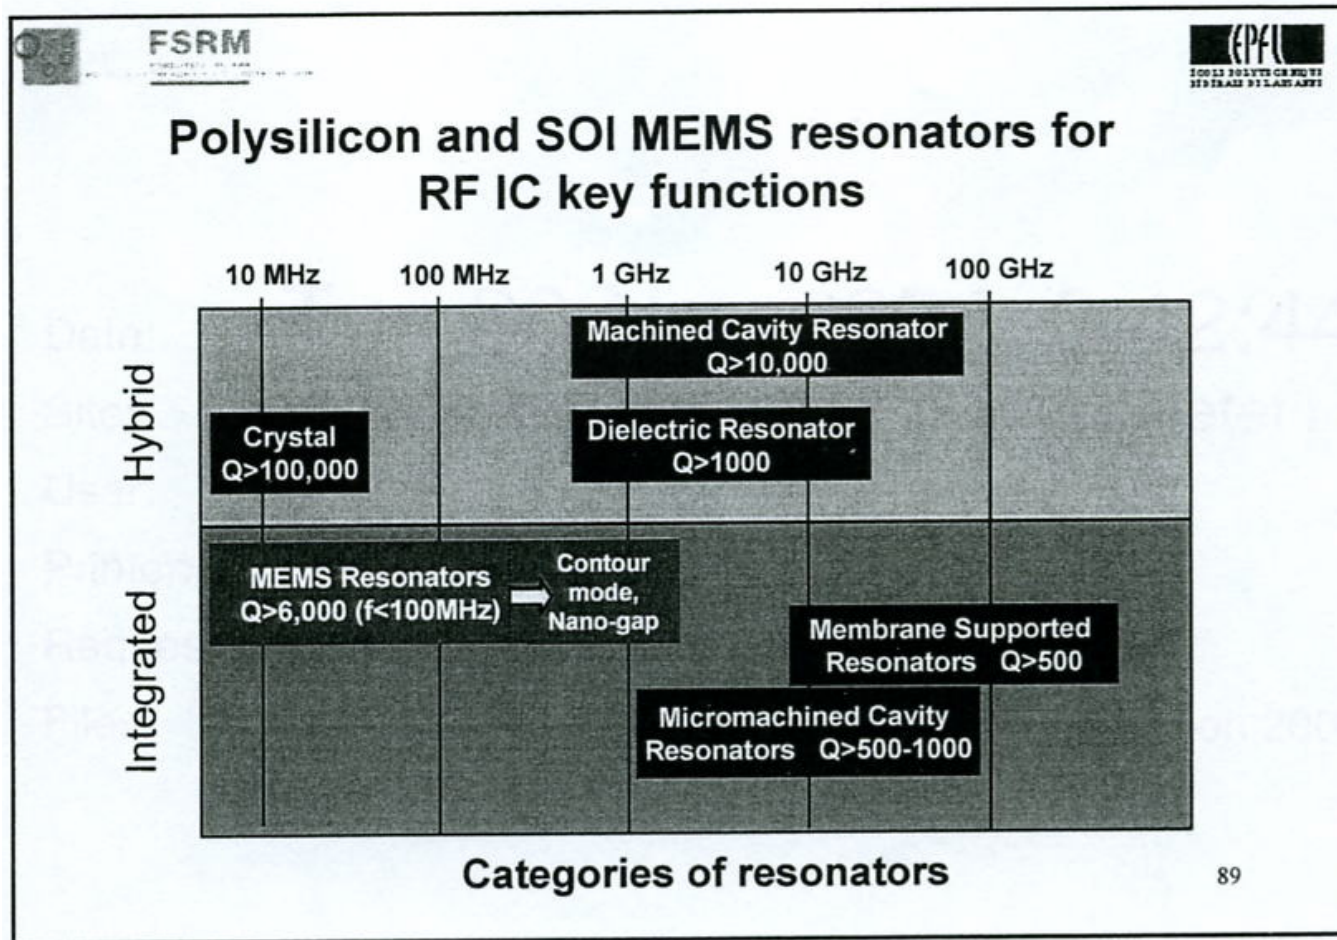 FSRM
EPFL
Polysilicon and SOI MEMS resonators for
RF IC key functions
10 MHz
100 MHz
1 GHz
10 GHz
100 GHz
Hybrid
Machined Cavity Resonator
Q>10,000
Crystal
Q>100,000
Dielectric Resonator
Q>1000
Integrated
MEMS Resonators
Q>6,000 (f<100MHz)
Contour
mode,
Nano-gap
Membrane Supported
Resonators Q>500
Micromachined Cavity
Resonators Q>500-1000
Categories of resonators
89